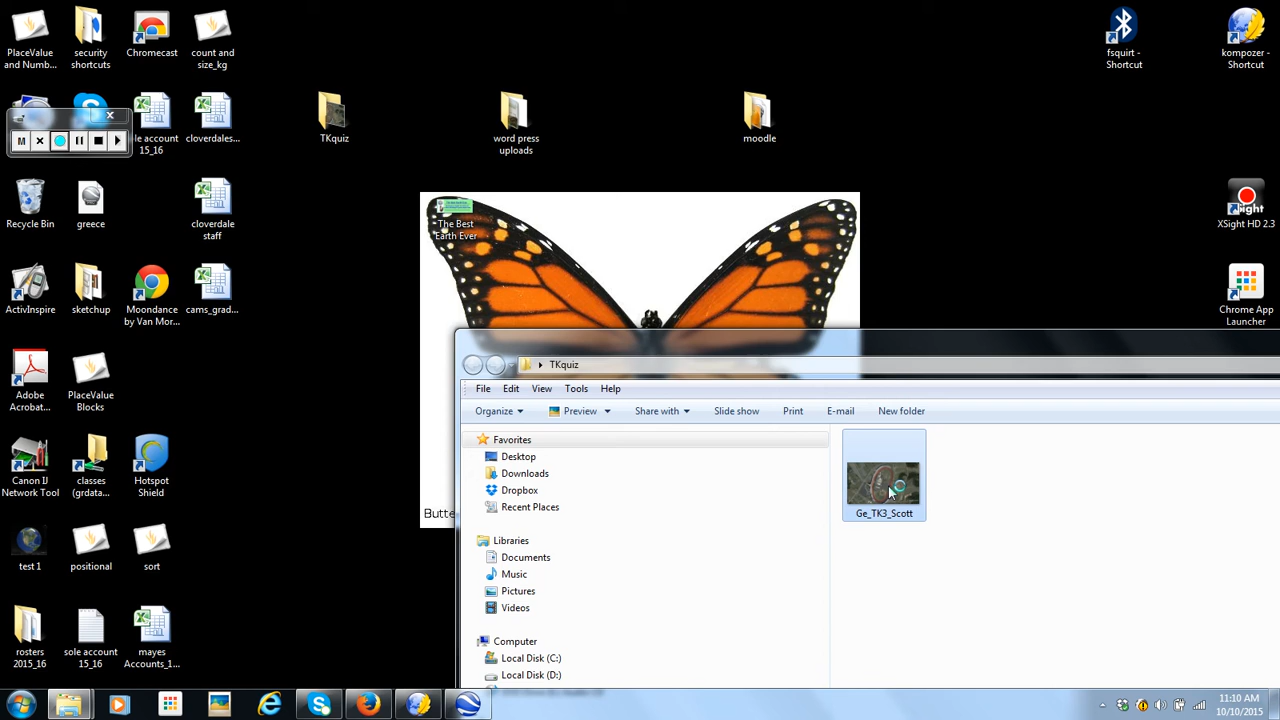 PlaceValue
and Numb...
security
shortcuts
Chromecast
count and
size_kg
fsquirt -
Shortcut
kompozer -
Shortcut
ole account
15_16
cloverdales...
TKquiz
word press
uploads
moodle
M
Recycle Bin
greece
cloverdale
staff
The Best
Earth Ever
XSight HD 2.3
ActivInspire
sketchup
Moondance
by Van Mor...
cams_grad...
Chrome App
Launcher
Adobe
Acrobat...
PlaceValue
Blocks
Canon IJ
Network Tool
classes
(grdata...
Hotspot
Shield
Butte
test 1
positional
sort
rosters
2015_16
sole account
15_16
mayes
Accounts_1...
TKquiz
File Edit View Tools Help
Organize Preview Share with Slide show Print E-mail New folder
Favorites
Desktop
Downloads
Dropbox
Recent Places
Libraries
Documents
Music
Pictures
Videos
Computer
Local Disk (C:)
Local Disk (D:)
Ge_TK3_Scott
11:10 AM
10/10/2015